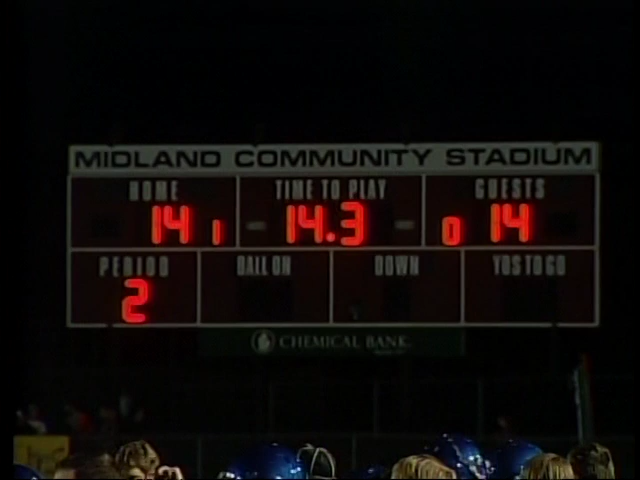 MIDLAND COMMUNITY STADIUM
HOME TIME TO PLAY GUESTS
14 1 14.3 0 14
PERIOD BALL ON DOWN YDS TO GO
2
CHEMICAL BANK